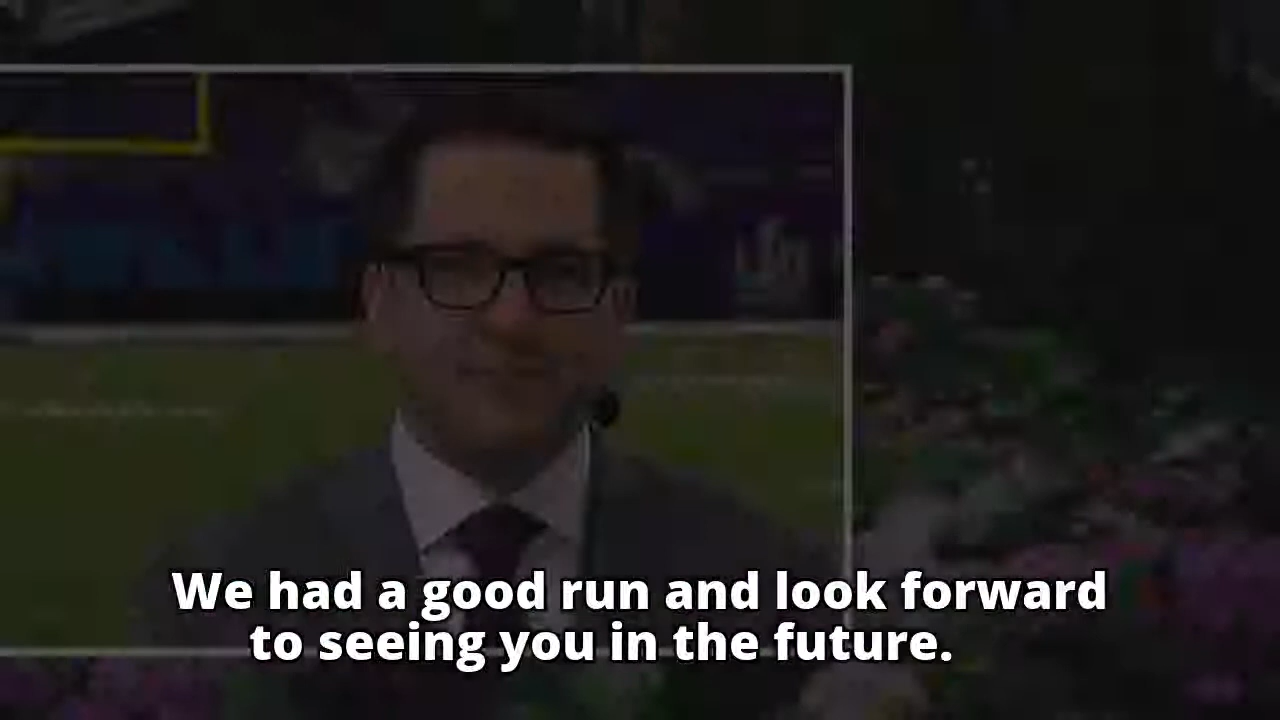 We had a good run and look forward
to seeing you in the future.